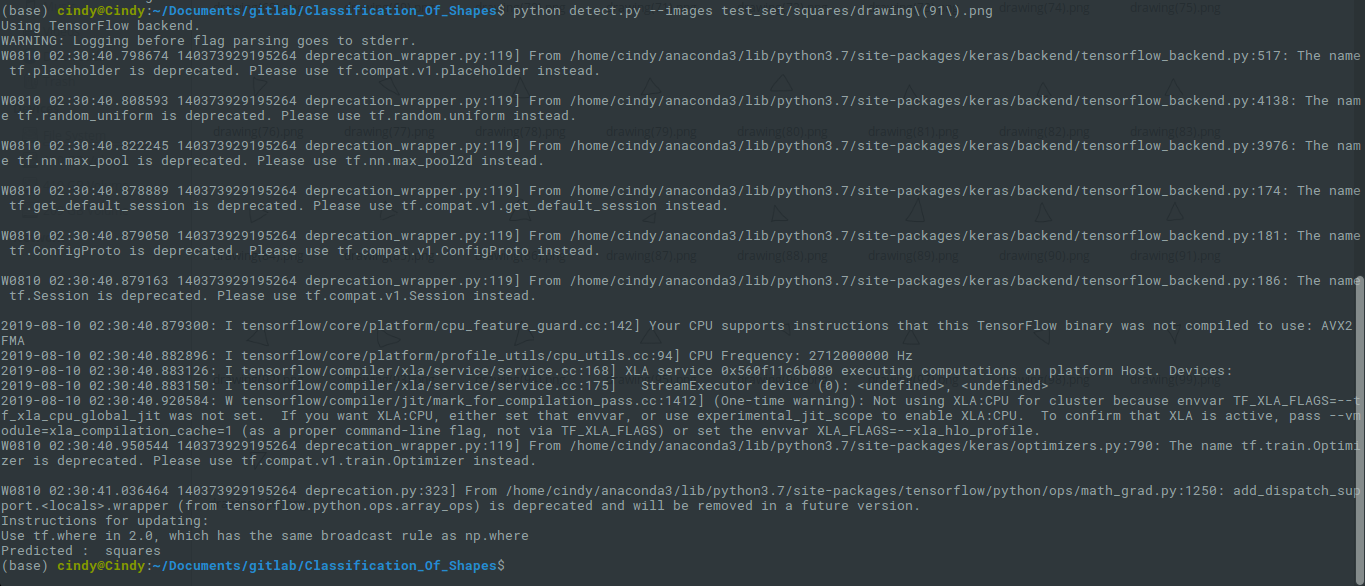 (base) cindy@Cindy:~/Documents/gitlab/Classification_Of_Shapes$ python detect.py --images test_set/squares/drawing\(91\).png
Using TensorFlow backend.
WARNING: Logging before flag parsing goes to stderr.
W0810 02:30:40.798674 140373929195264 deprecation_wrapper.py:119] From /home/cindy/anaconda3/lib/python3.7/site-packages/keras/backend/tensorflow_backend.py:517: The name
 tf.placeholder is deprecated. Please use tf.compat.v1.placeholder instead.
W0810 02:30:40.808593 140373929195264 deprecation_wrapper.py:119] From /home/cindy/anaconda3/lib/python3.7/site-packages/keras/backend/tensorflow_backend.py:4138: The nam
e tf.random_uniform is deprecated. Please use tf.random.uniform instead.
W0810 02:30:40.822245 140373929195264 deprecation_wrapper.py:119] From /home/cindy/anaconda3/lib/python3.7/site-packages/keras/backend/tensorflow_backend.py:3976: The nam
e tf.nn.max_pool is deprecated. Please use tf.nn.max_pool2d instead.
W0810 02:30:40.878889 140373929195264 deprecation_wrapper.py:119] From /home/cindy/anaconda3/lib/python3.7/site-packages/keras/backend/tensorflow_backend.py:174: The name
 tf.get_default_session is deprecated. Please use tf.compat.v1.get_default_session instead.
W0810 02:30:40.879050 140373929195264 deprecation_wrapper.py:119] From /home/cindy/anaconda3/lib/python3.7/site-packages/keras/backend/tensorflow_backend.py:181: The name
 tf.ConfigProto is deprecated. Please use tf.compat.v1.ConfigProto instead.
W0810 02:30:40.879163 140373929195264 deprecation_wrapper.py:119] From /home/cindy/anaconda3/lib/python3.7/site-packages/keras/backend/tensorflow_backend.py:186: The name
 tf.Session is deprecated. Please use tf.compat.v1.Session instead.
2019-08-10 02:30:40.879300: I tensorflow/core/platform/cpu_feature_guard.cc:142] Your CPU supports instructions that this TensorFlow binary was not compiled to use: AVX2
FMA
2019-08-10 02:30:40.882896: I tensorflow/core/platform/profile_utils/cpu_utils.cc:94] CPU Frequency: 2712000000 Hz
2019-08-10 02:30:40.883126: I tensorflow/compiler/xla/service/service.cc:168] XLA service 0x560f11c6b080 executing computations on platform Host. Devices:
2019-08-10 02:30:40.883150: I tensorflow/compiler/xla/service/service.cc:175]   StreamExecutor device (0): <undefined>, <undefined>
2019-08-10 02:30:40.920584: W tensorflow/compiler/jit/mark_for_compilation_pass.cc:1412] (One-time warning): Not using XLA:CPU for cluster because envvar TF_XLA_FLAGS=--t
f_xla_cpu_global_jit was not set.  If you want XLA:CPU, either set that envvar, or use experimental_jit_scope to enable XLA:CPU.  To confirm that XLA is active, pass --vm
odule=xla_compilation_cache=1 (as a proper command-line flag, not via TF_XLA_FLAGS) or set the envvar XLA_FLAGS=--xla_hlo_profile.
W0810 02:30:40.950544 140373929195264 deprecation_wrapper.py:119] From /home/cindy/anaconda3/lib/python3.7/site-packages/keras/optimizers.py:790: The name tf.train.Optimi
zer is deprecated. Please use tf.compat.v1.train.Optimizer instead.
W0810 02:30:41.036464 140373929195264 deprecation.py:323] From /home/cindy/anaconda3/lib/python3.7/site-packages/tensorflow/python/ops/math_grad.py:1250: add_dispatch_sup
port.<locals>.wrapper (from tensorflow.python.ops.array_ops) is deprecated and will be removed in a future version.
Instructions for updating:
Use tf.where in 2.0, which has the same broadcast rule as np.where
Predicted :  squares
(base) cindy@Cindy:~/Documents/gitlab/Classification_Of_Shapes$